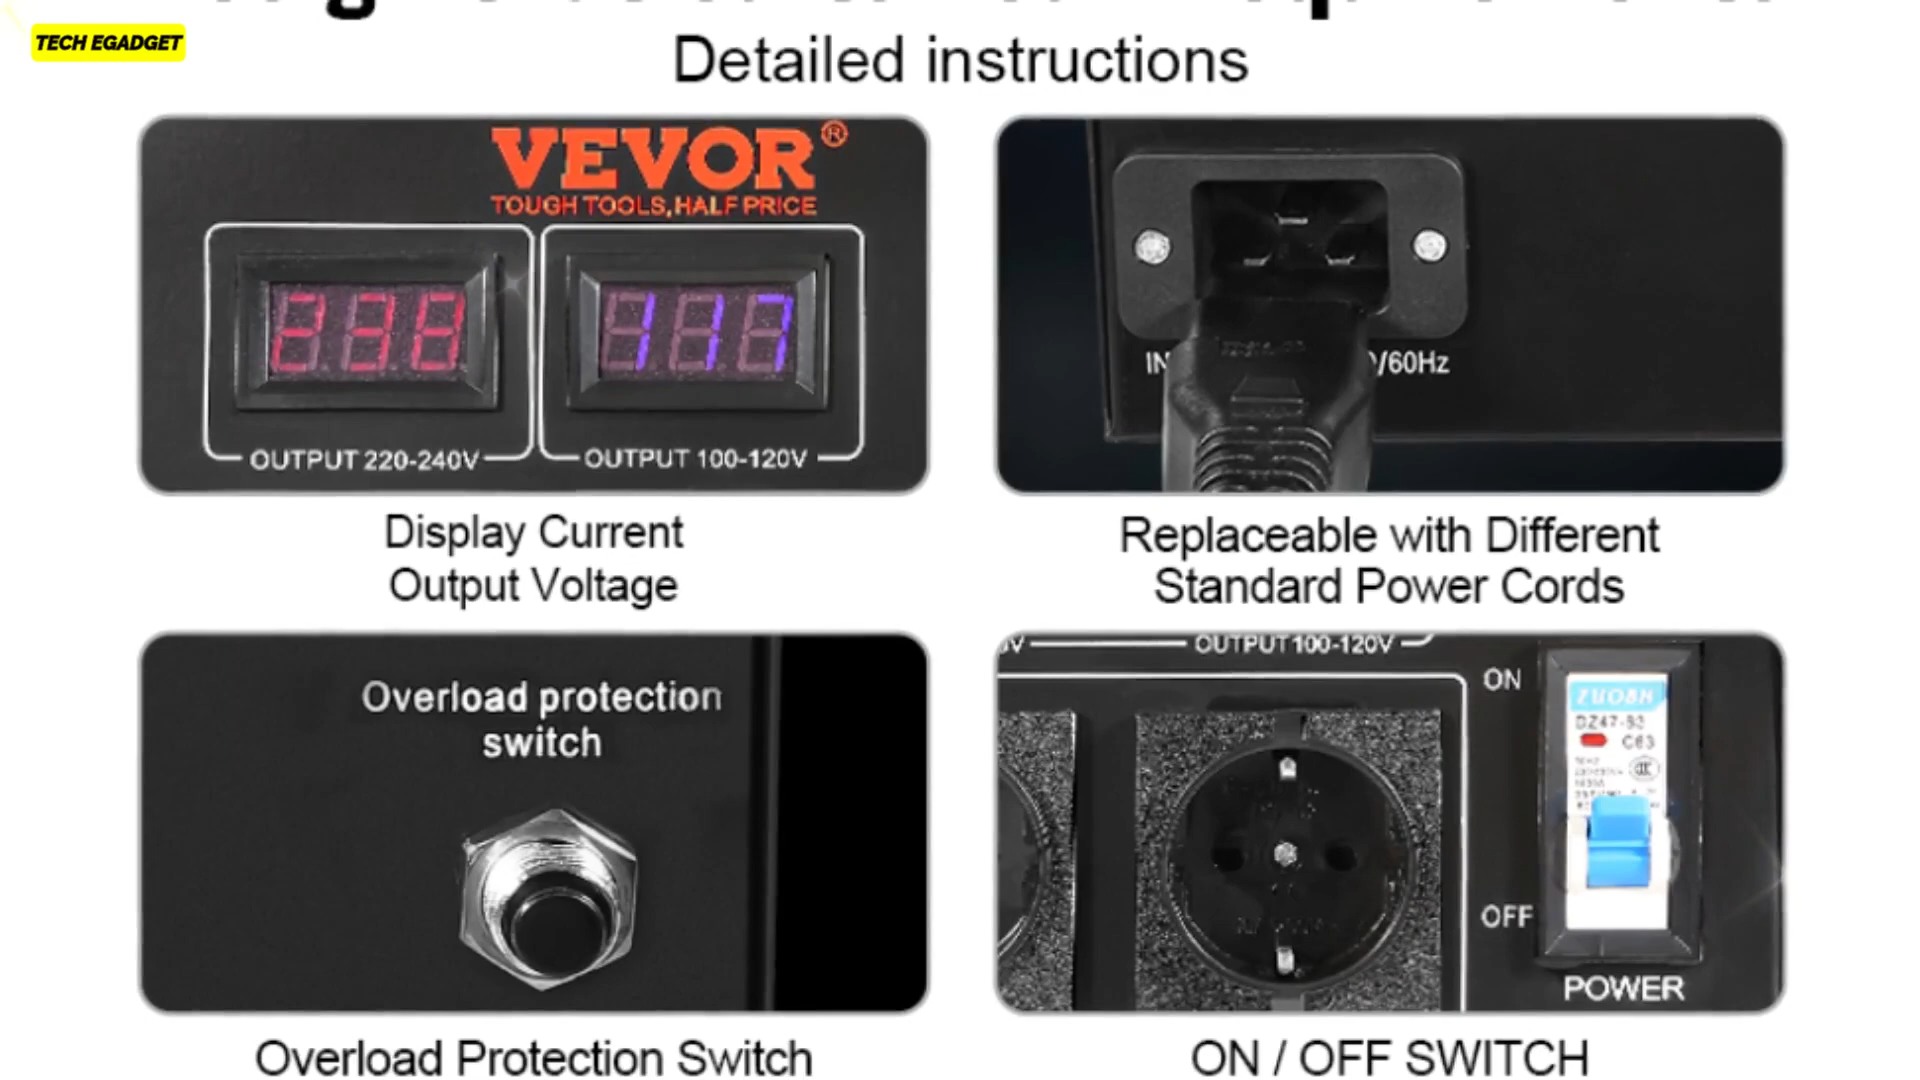 TECH EGADGET
Detailed instructions
VEVOR®
TOUGH TOOLS, HALF PRICE
238
117
OUTPUT 220-240V
OUTPUT 100-120V
/60Hz
Display Current
Output Voltage
Replaceable with Different
Standard Power Cords
Overload protection
switch
OUTPUT 100-120V
ON
DZ47-63
C63
OFF
POWER
Overload Protection Switch
ON / OFF SWITCH